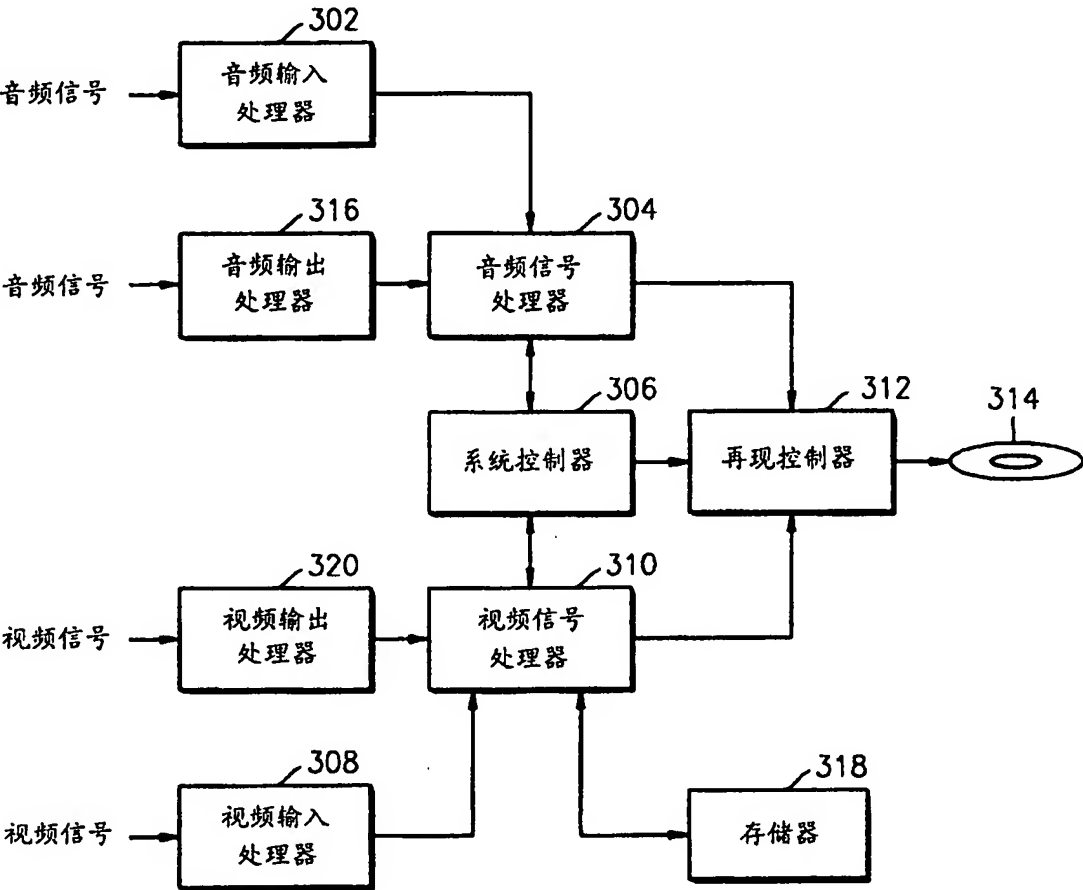 302
音频信号
音频输入
处理器
316
304
音频信号
音频输出
处理器
音频信号
处理器
306
312
314
系统控制器
再现控制器
320
310
视频信号
视频输出
处理器
视频信号
处理器
308
318
视频信号
视频输入
处理器
存储器